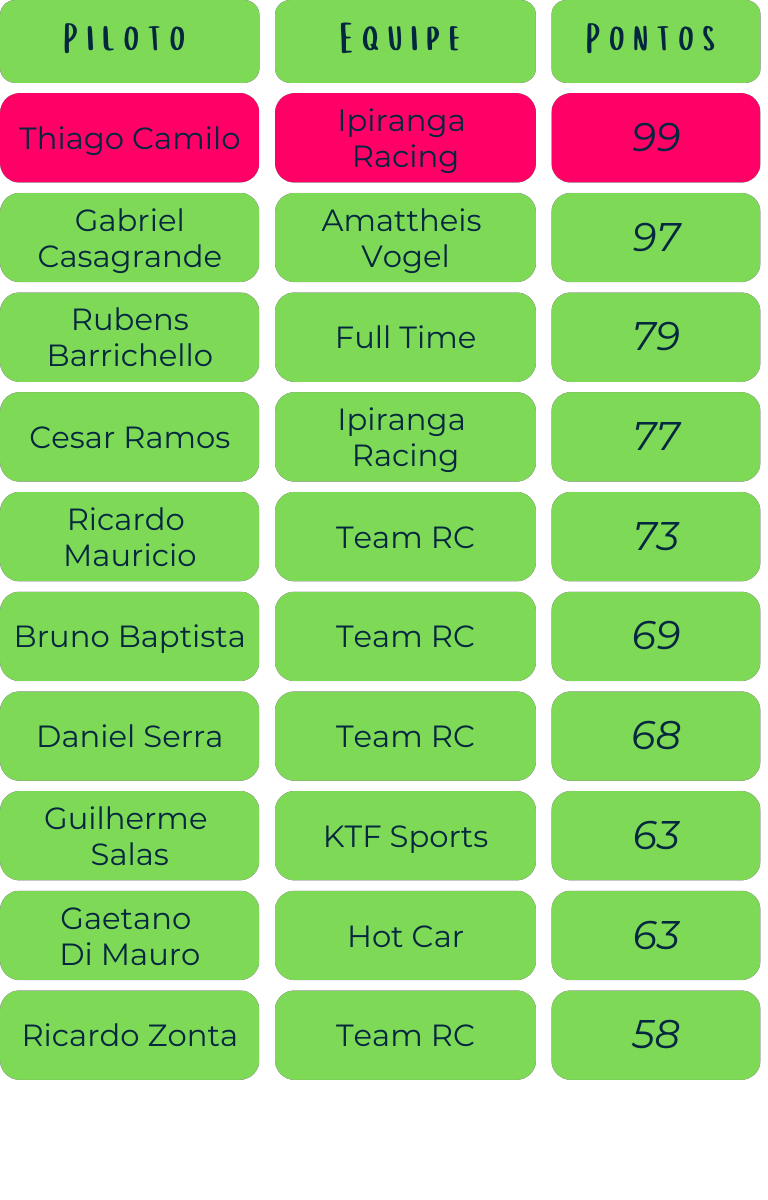 Piloto Equipe Pontos
Thiago Camilo Ipiranga Racing 99
Gabriel Casagrande Amattheis Vogel 97
Rubens Barrichello Full Time 79
Cesar Ramos Ipiranga Racing 77
Ricardo Mauricio Team RC 73
Bruno Baptista Team RC 69
Daniel Serra Team RC 68
Guilherme Salas KTF Sports 63
Gaetano Di Mauro Hot Car 63
Ricardo Zonta Team RC 58